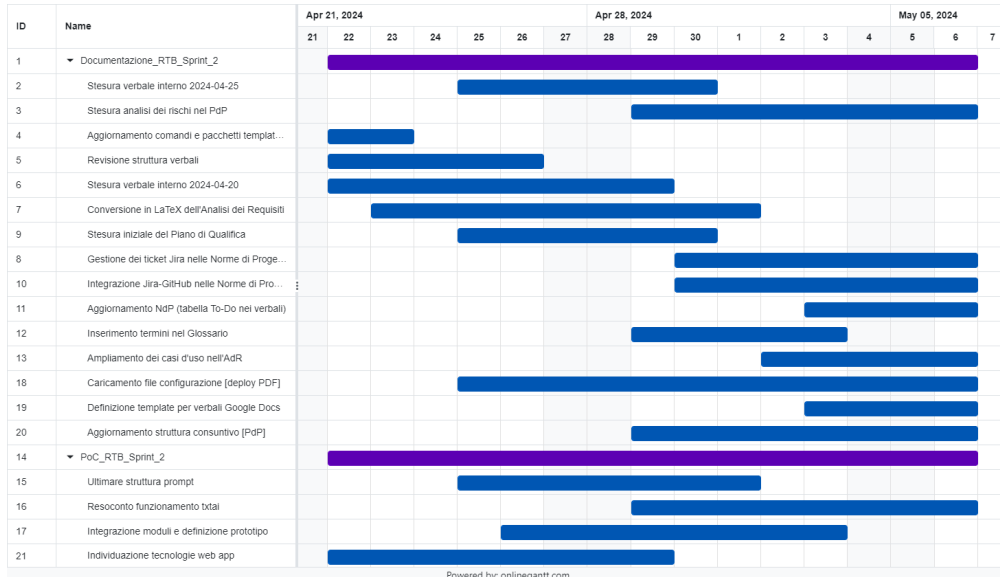 ID Name Apr 21, 2024 Apr 28, 2024 May 05, 2024
21 22 23 24 25 26 27 28 29 30 1 2 3 4 5 6 7
1 Documentazione_RTB_Sprint_2
2 Stesura verbale interno 2024-04-25
3 Stesura analisi dei rischi nel PdP
4 Aggiornamento comandi e pacchetti templat...
5 Revisione struttura verbali
6 Stesura verbale interno 2024-04-20
7 Conversione in LaTeX dell'Analisi dei Requisiti
9 Stesura iniziale del Piano di Qualifica
8 Gestione dei ticket Jira nelle Norme di Proge...
10 Integrazione Jira-GitHub nelle Norme di Pro...
11 Aggiornamento NdP (tabella To-Do nei verbali)
12 Inserimento termini nel Glossario
13 Ampliamento dei casi d'uso nell'AdR
18 Caricamento file configurazione [deploy PDF]
19 Definizione template per verbali Google Docs
20 Aggiornamento struttura consuntivo [PdP]
14 PoC_RTB_Sprint_2
15 Ultimare struttura prompt
16 Resoconto funzionamento txtai
17 Integrazione moduli e definizione prototipo
21 Individuazione tecnologie web app
Powered by: onlinegantt.com